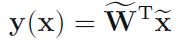 y(x) = W̃ᵀx̃